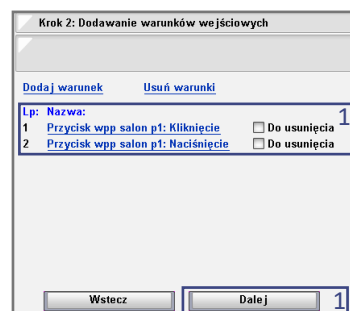 Krok 2: Dodawanie warunków wejściowych
Dodaj warunek Usuń warunki
Lp: Nazwa:
1 Przycisk wpp salon p1: Kliknięcie Do usunięcia 1
2 Przycisk wpp salon p1: Naciśnięcie Do usunięcia
Wstecz Dalej 1